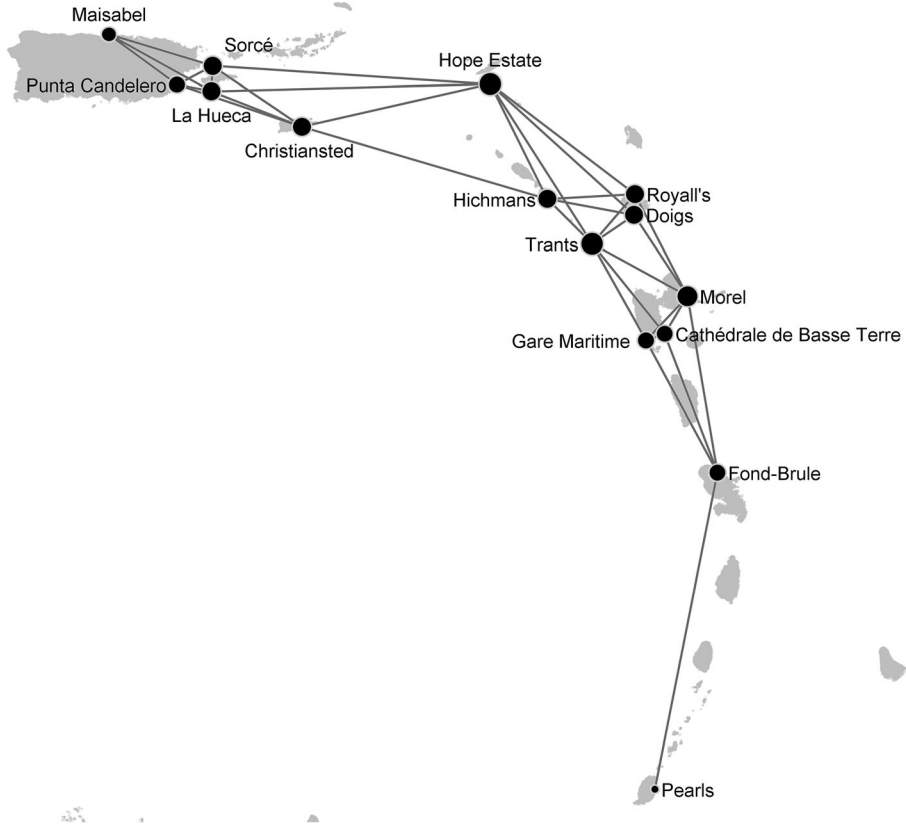 Maisabel
Sorcé
Hope Estate
Punta Candelero
La Hueca
Christiansted
Hichmans
Royall's
Doigs
Trants
Morel
Gare Maritime
Cathédrale de Basse Terre
Fond-Brule
Pearls